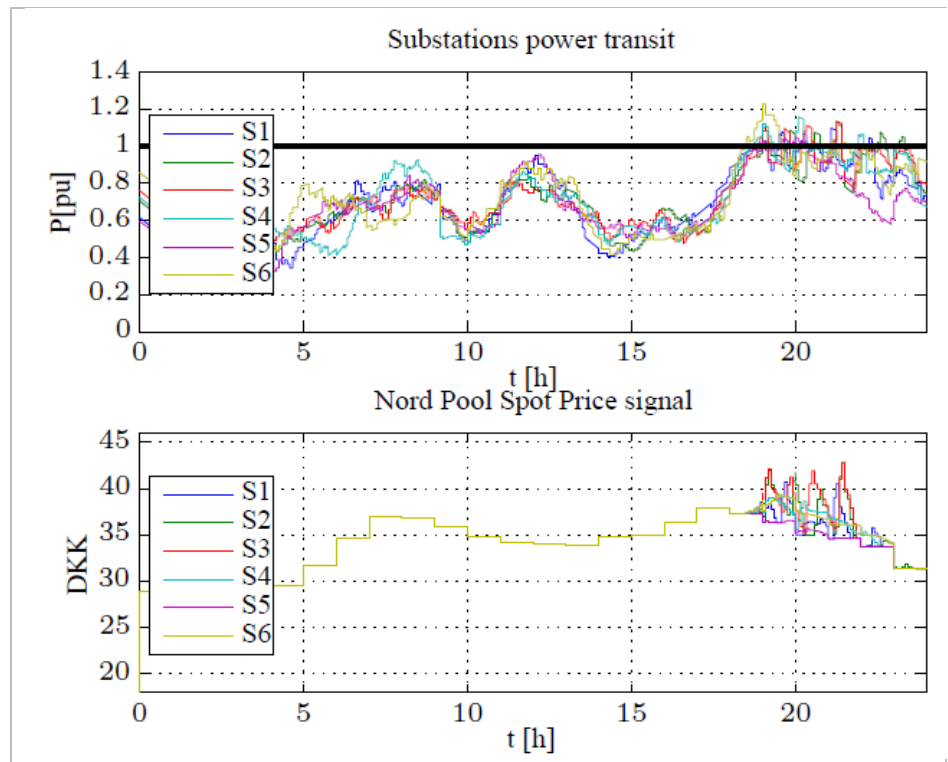 Substations power transit
1.4
1.2
1
0.8
0.6
0.4
0.2
0
P[pu]
S1
S2
S3
S4
S5
S6
0 5 10 15 20
t [h]
Nord Pool Spot Price signal
45
40
35
30
25
20
DKK
S1
S2
S3
S4
S5
S6
0 5 10 15 20
t [h]